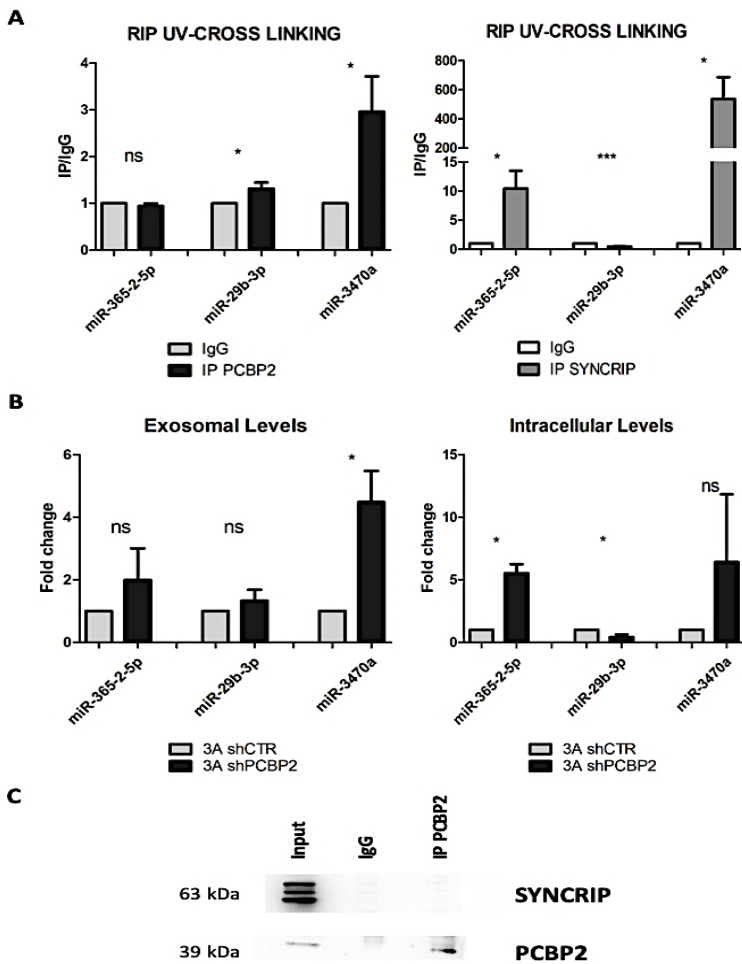 A
RIP UV-CROSS LINKING
IP/IgG
4
3
2
1
0
ns
*
*
miR-365-2-5p
miR-29b-3p
miR-3470a
IgG
IP PCBP2
RIP UV-CROSS LINKING
IP/IgG
800
600
400
200
15
10
5
0
*
***
*
miR-365-2-5p
miR-29b-3p
miR-3470a
IgG
IP SYNCRIP
B
Exosomal Levels
Fold change
6
4
2
0
ns
ns
*
miR-365-2-5p
miR-29b-3p
miR-3470a
3A shCTR
3A shPCBP2
Intracellular Levels
Fold change
15
10
5
0
*
*
ns
miR-365-2-5p
miR-29b-3p
miR-3470a
3A shCTR
3A shPCBP2
C
Input
IgG
IP PCBP2
63 kDa
SYNCRIP
39 kDa
PCBP2